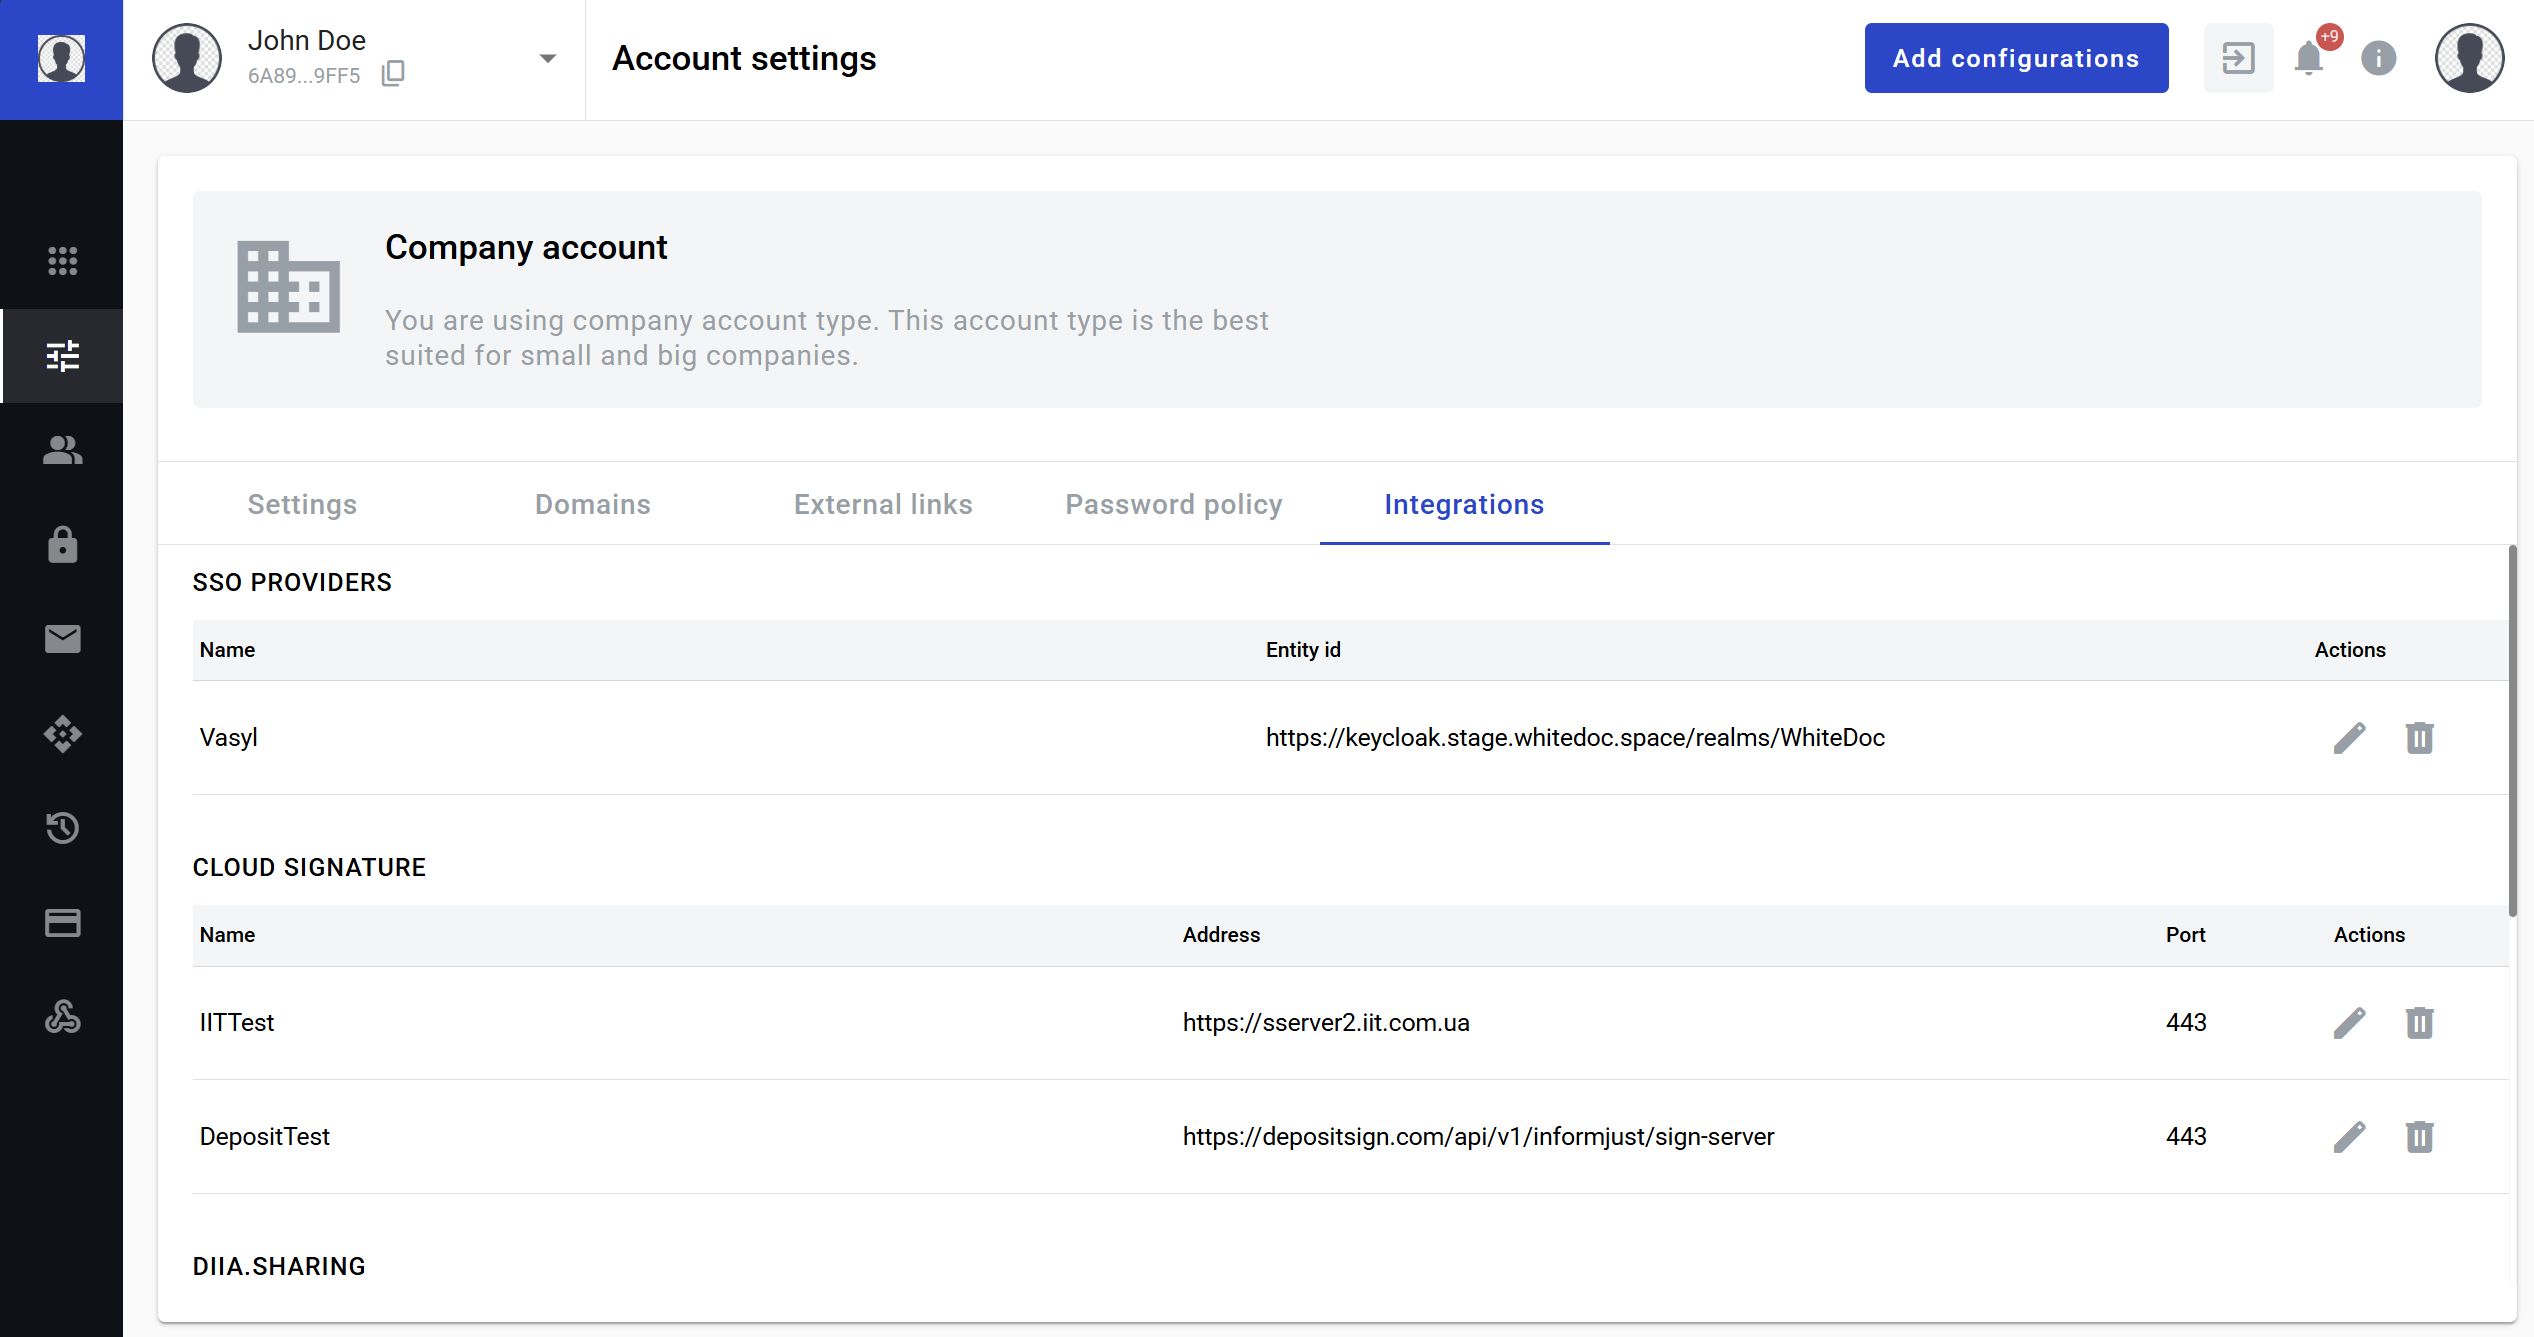 John Doe
6A89...9FF5
Account settings
Add configurations
+9
Company account
You are using company account type. This account type is the best
suited for small and big companies.
Settings Domains External links Password policy Integrations
SSO PROVIDERS
Name Entity id Actions
Vasyl https://keycloak.stage.whitedoc.space/realms/WhiteDoc
CLOUD SIGNATURE
Name Address Port Actions
IITTest https://sserver2.iit.com.ua 443
DepositTest https://depositsign.com/api/v1/informjust/sign-server 443
DIIA.SHARING